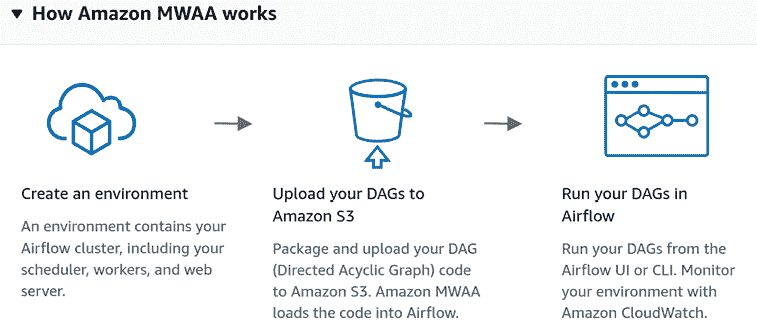 How Amazon MWAA works
Create an environment
An environment contains your
Airflow cluster, including your
scheduler, workers, and web
server.
Upload your DAGs to
Amazon S3
Package and upload your DAG
(Directed Acyclic Graph) code
to Amazon S3. Amazon MWAA
loads the code into Airflow.
Run your DAGs in
Airflow
Run your DAGs from the
Airflow UI or CLI. Monitor
your environment with
Amazon CloudWatch.